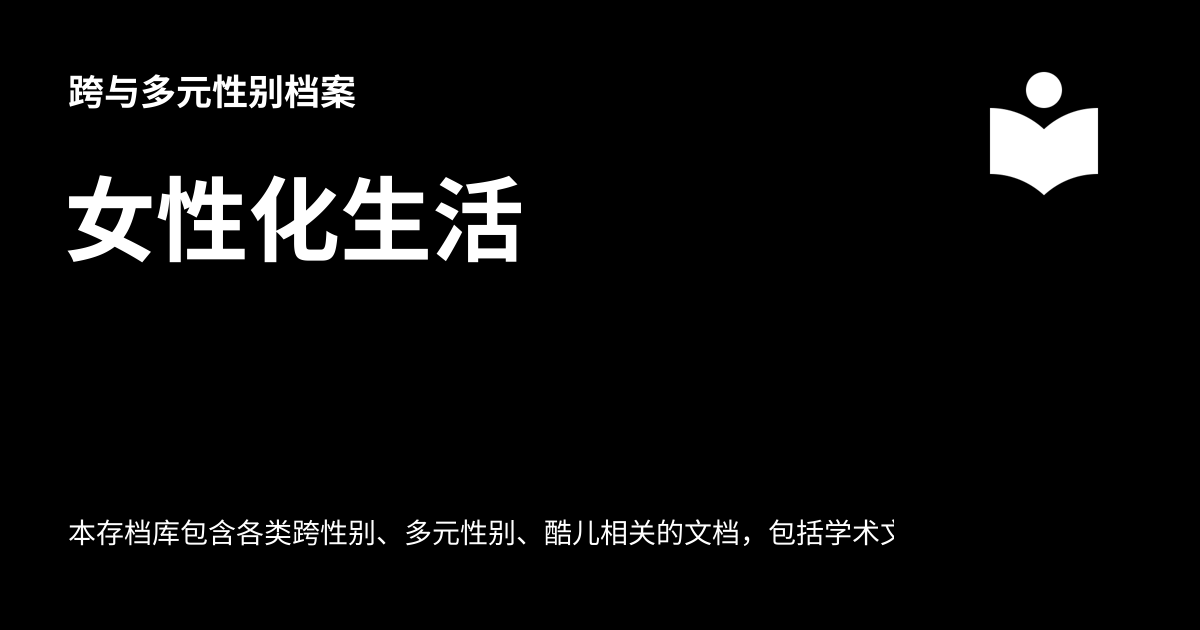 跨与多元性别档案
女性化生活
本存档库包含各类跨性别、多元性别、酷儿相关的文档，包括学术文